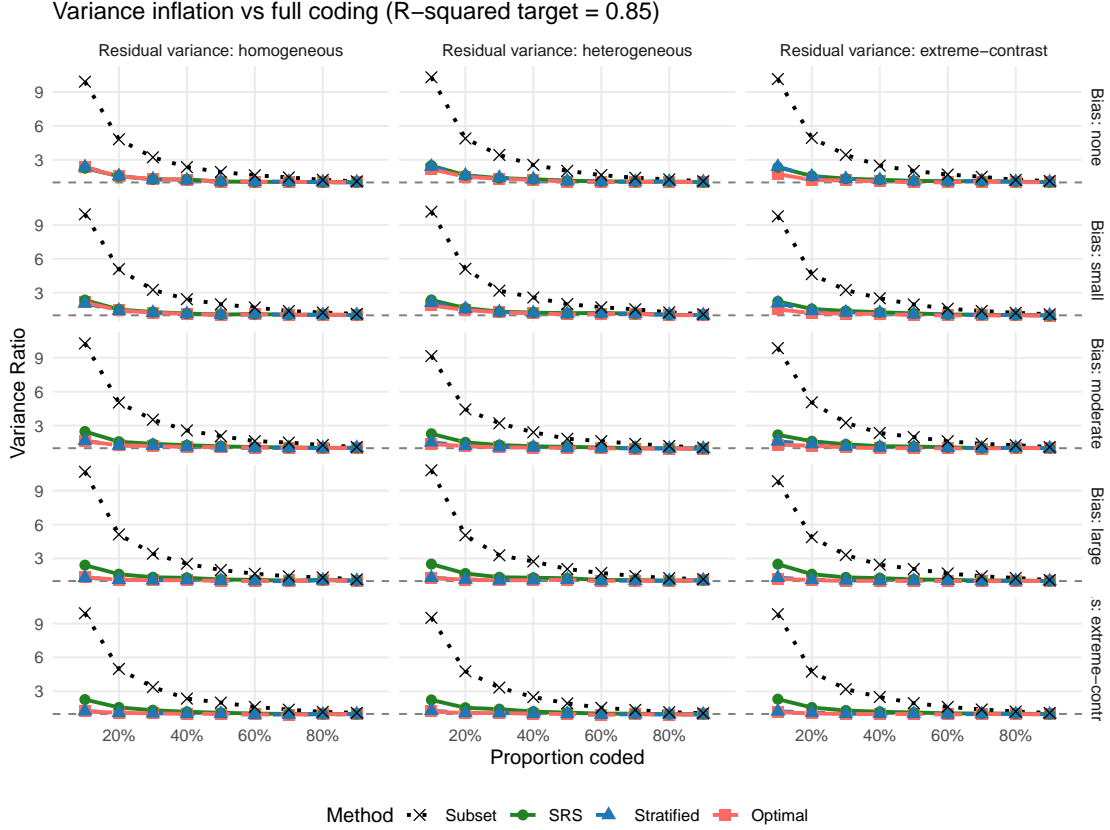 Variance inflation vs full coding (R−squared target = 0.85)
Residual variance: homogeneous
Residual variance: heterogeneous
Residual variance: extreme−contrast
9
6
3
Bias: none
9
6
3
Bias: small
9
6
3
Bias: moderate
9
6
3
Bias: large
9
6
3
s: extreme−contr
Variance Ratio
20% 40% 60% 80%
20% 40% 60% 80%
20% 40% 60% 80%
Proportion coded
Method Subset SRS Stratified Optimal